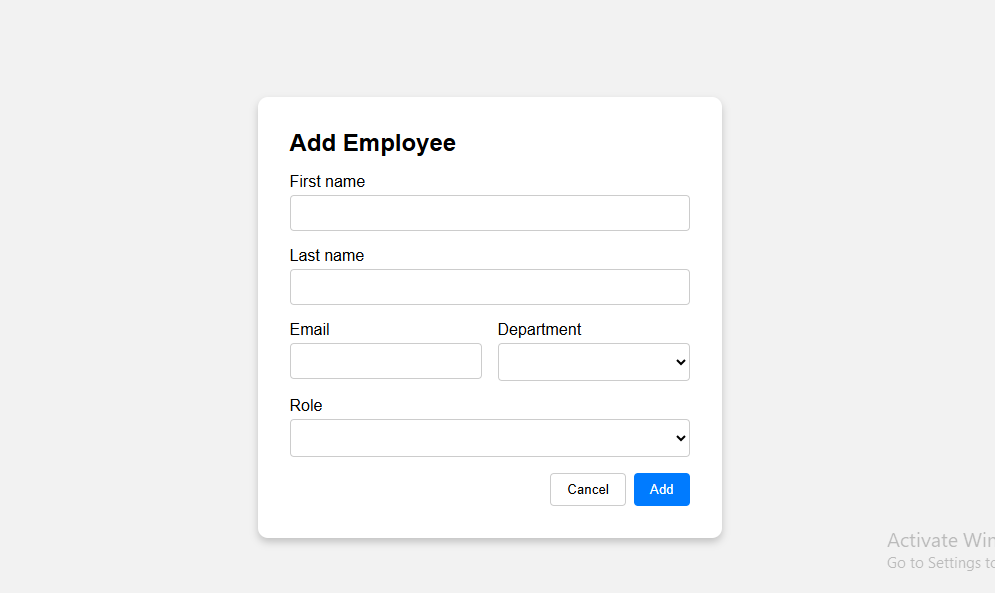 Add Employee
First name
Last name
Email Department
Role
Cancel Add
Activate Win
Go to Settings to